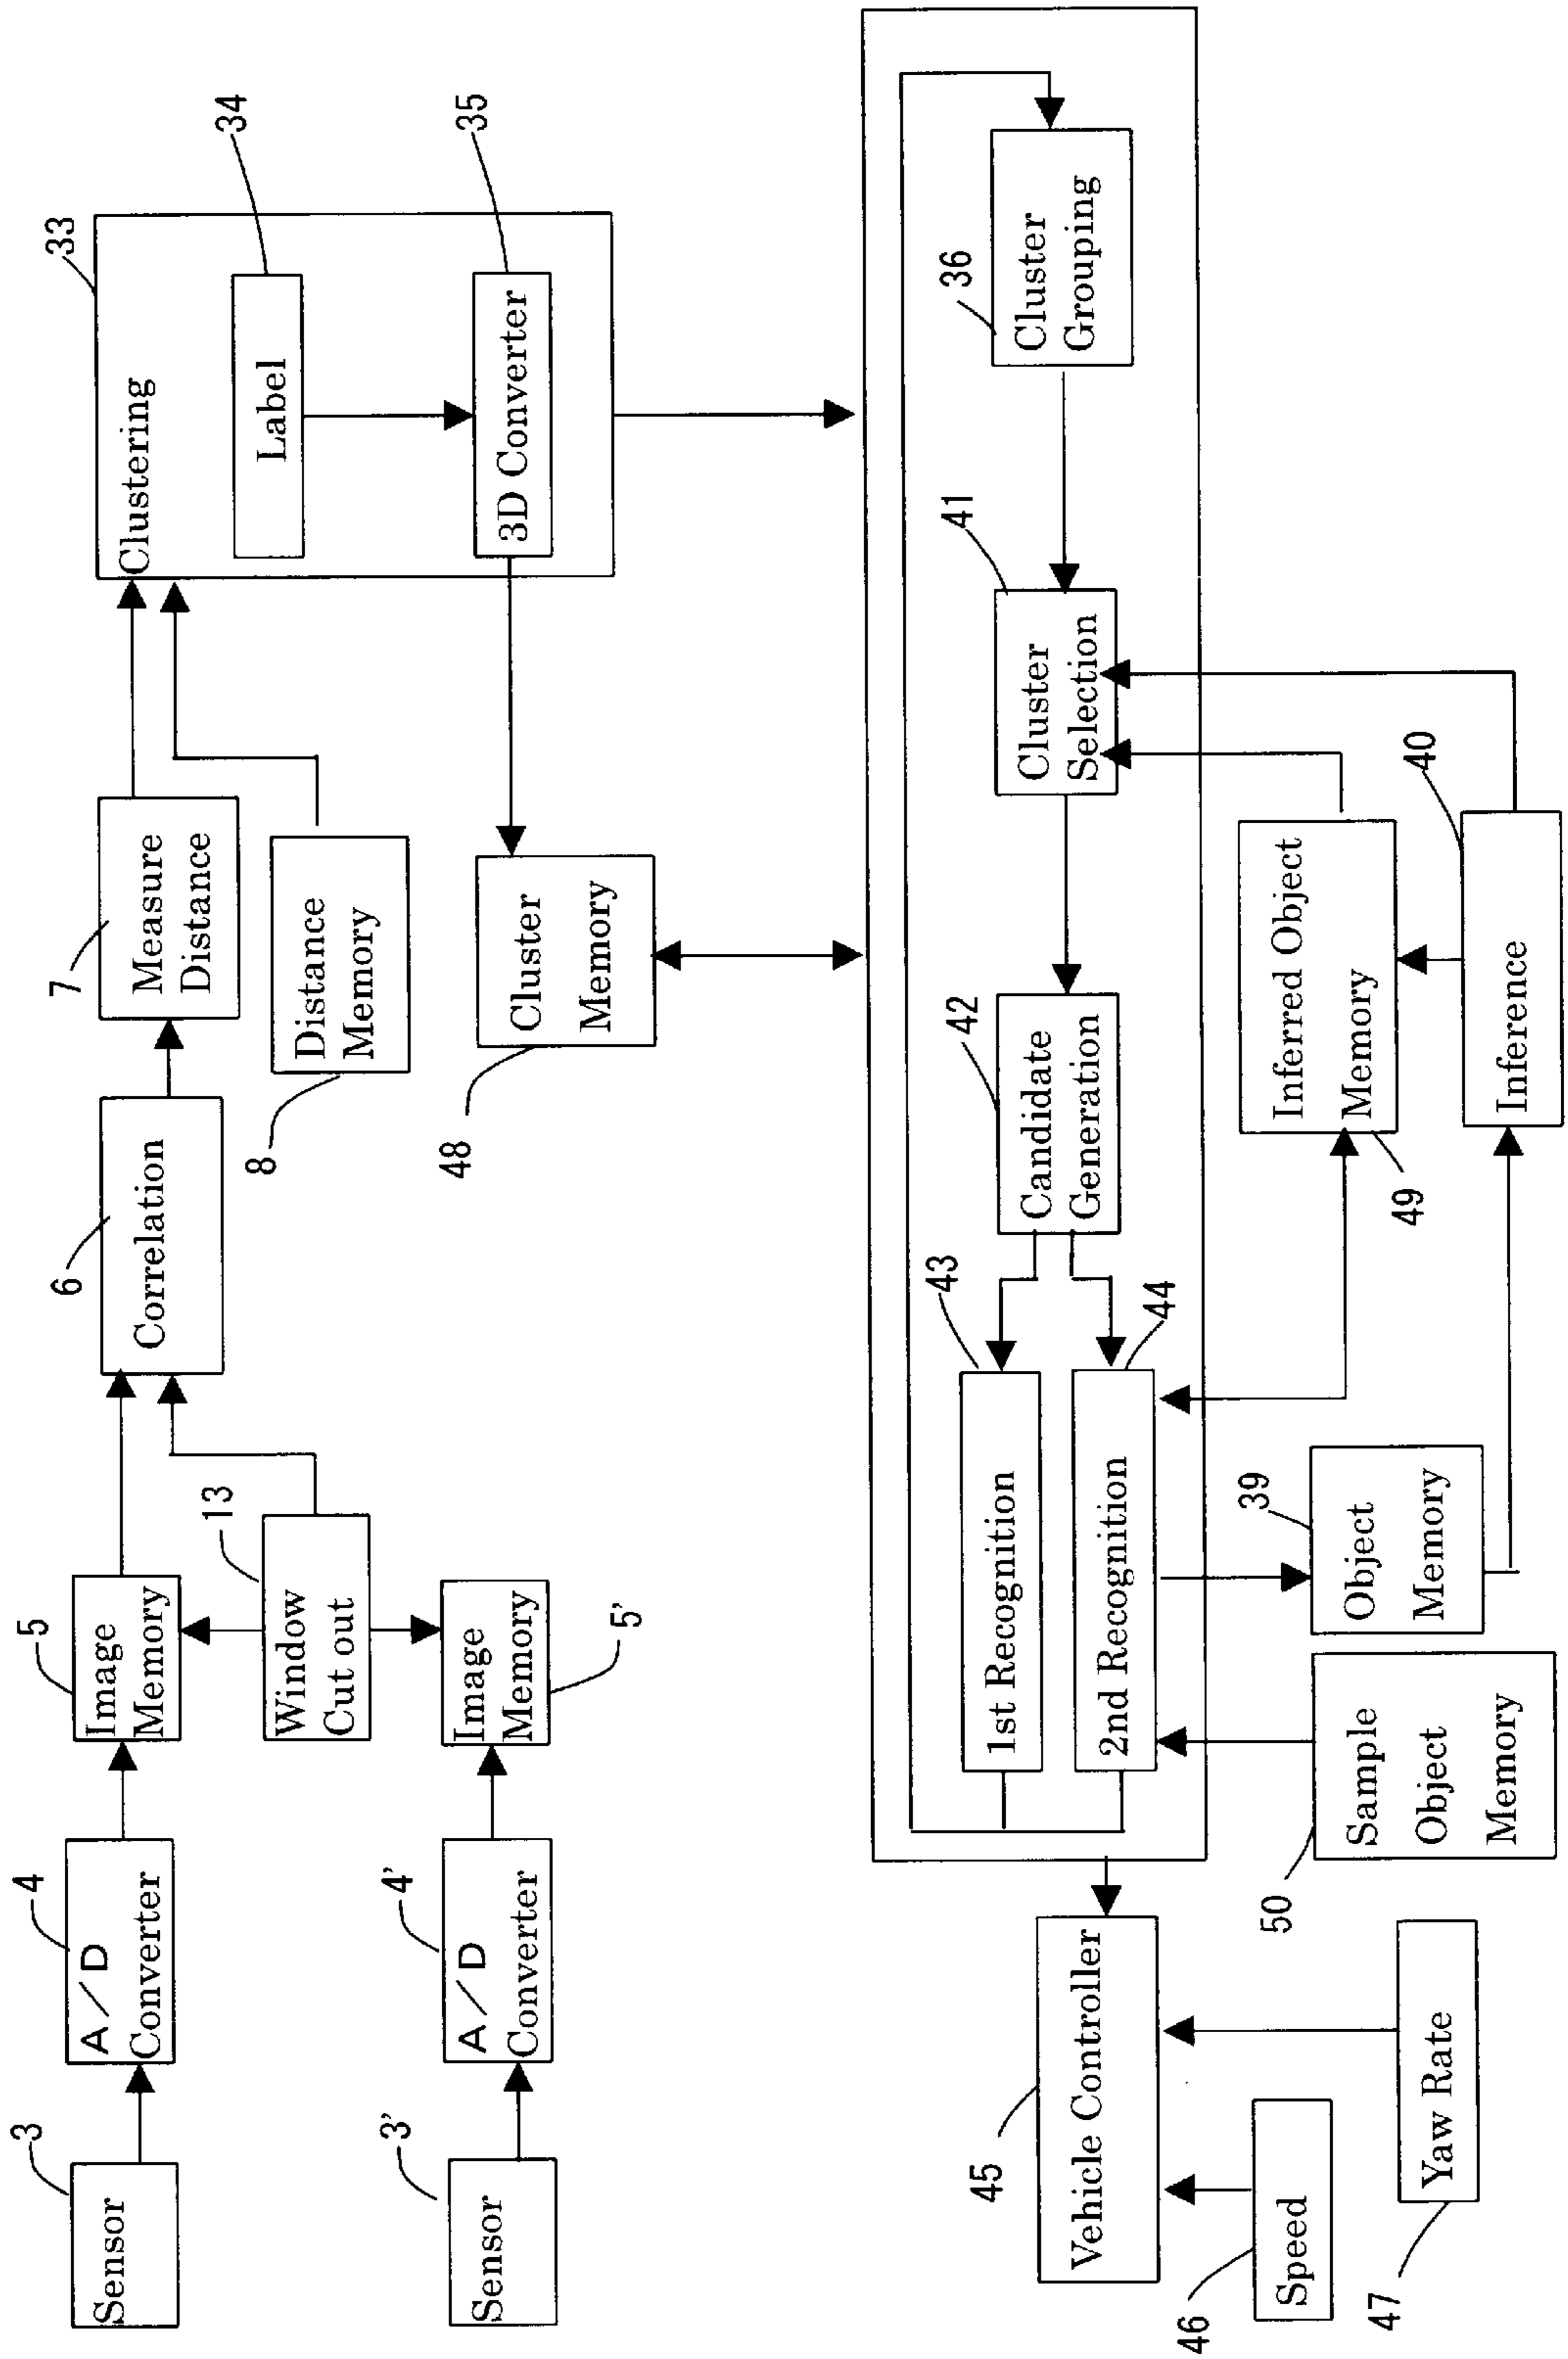 3
Sensor
4
A/D
Converter
5
Image
Memory
13
Window
Cut out
3'
Sensor
4'
A/D
Converter
Image
Memory
5'
6
Correlation
7
Measure
Distance
8
Distance
Memory
33
Clustering
34
Label
35
3D Converter
48
Cluster
Memory
36
Cluster
Grouping
41
Cluster
Selection
42
Candidate
Generation
43
1st Recognition
44
2nd Recognition
45
Vehicle Controller
46
Speed
47
Yaw Rate
50
Sample
Object
Memory
39
Object
Memory
49
Inferred Object
Memory
40
Inference